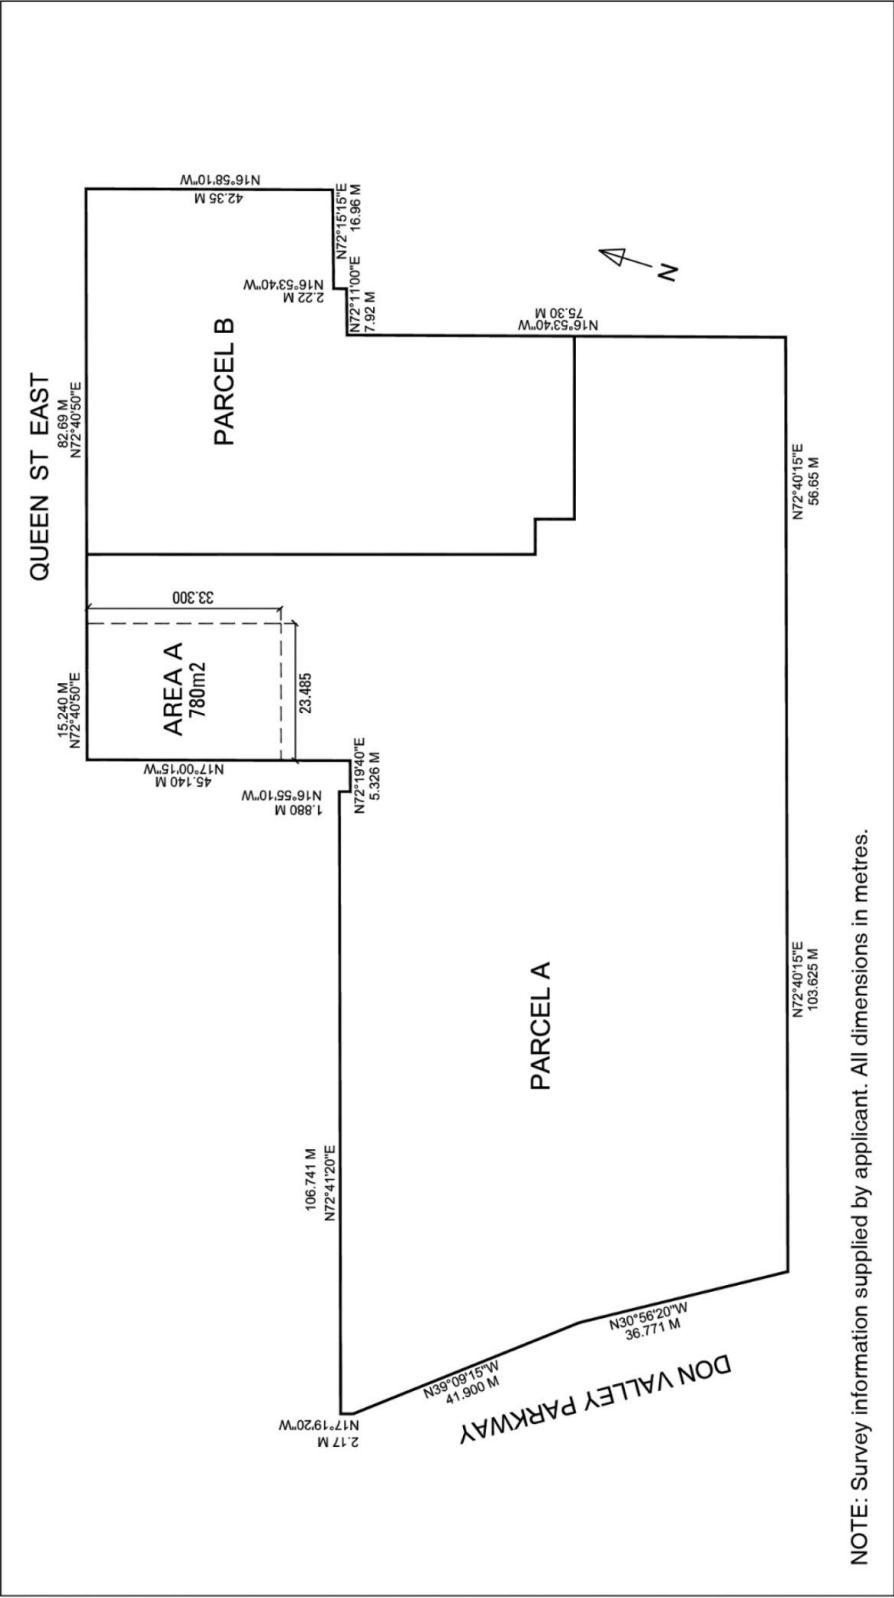 QUEEN ST EAST
82.69 M
N72°40'50"E
15.240 M
N72°40'50"E
N16°58'10"W
42.35 M
N72°15'15"E
16.96 M
N16°53'40"W
2.22 M
N72°11'00"E
7.92 M
PARCEL B
N16°53'40"W
75.30 M
N
33.300
AREA A
780m2
23.485
N17°00'15"W
45.140 M
N72°19'40"E
5.326 M
N16°55'10"W
1.880 M
106.741 M
N72°41'20"E
PARCEL A
N72°40'15"E
56.65 M
N72°40'15"E
103.625 M
N17°19'20"W
2.17 M
N39°09'15"W
41.900 M
N30°56'20"W
36.771 M
DON VALLEY PARKWAY
NOTE: Survey information supplied by applicant. All dimensions in metres.